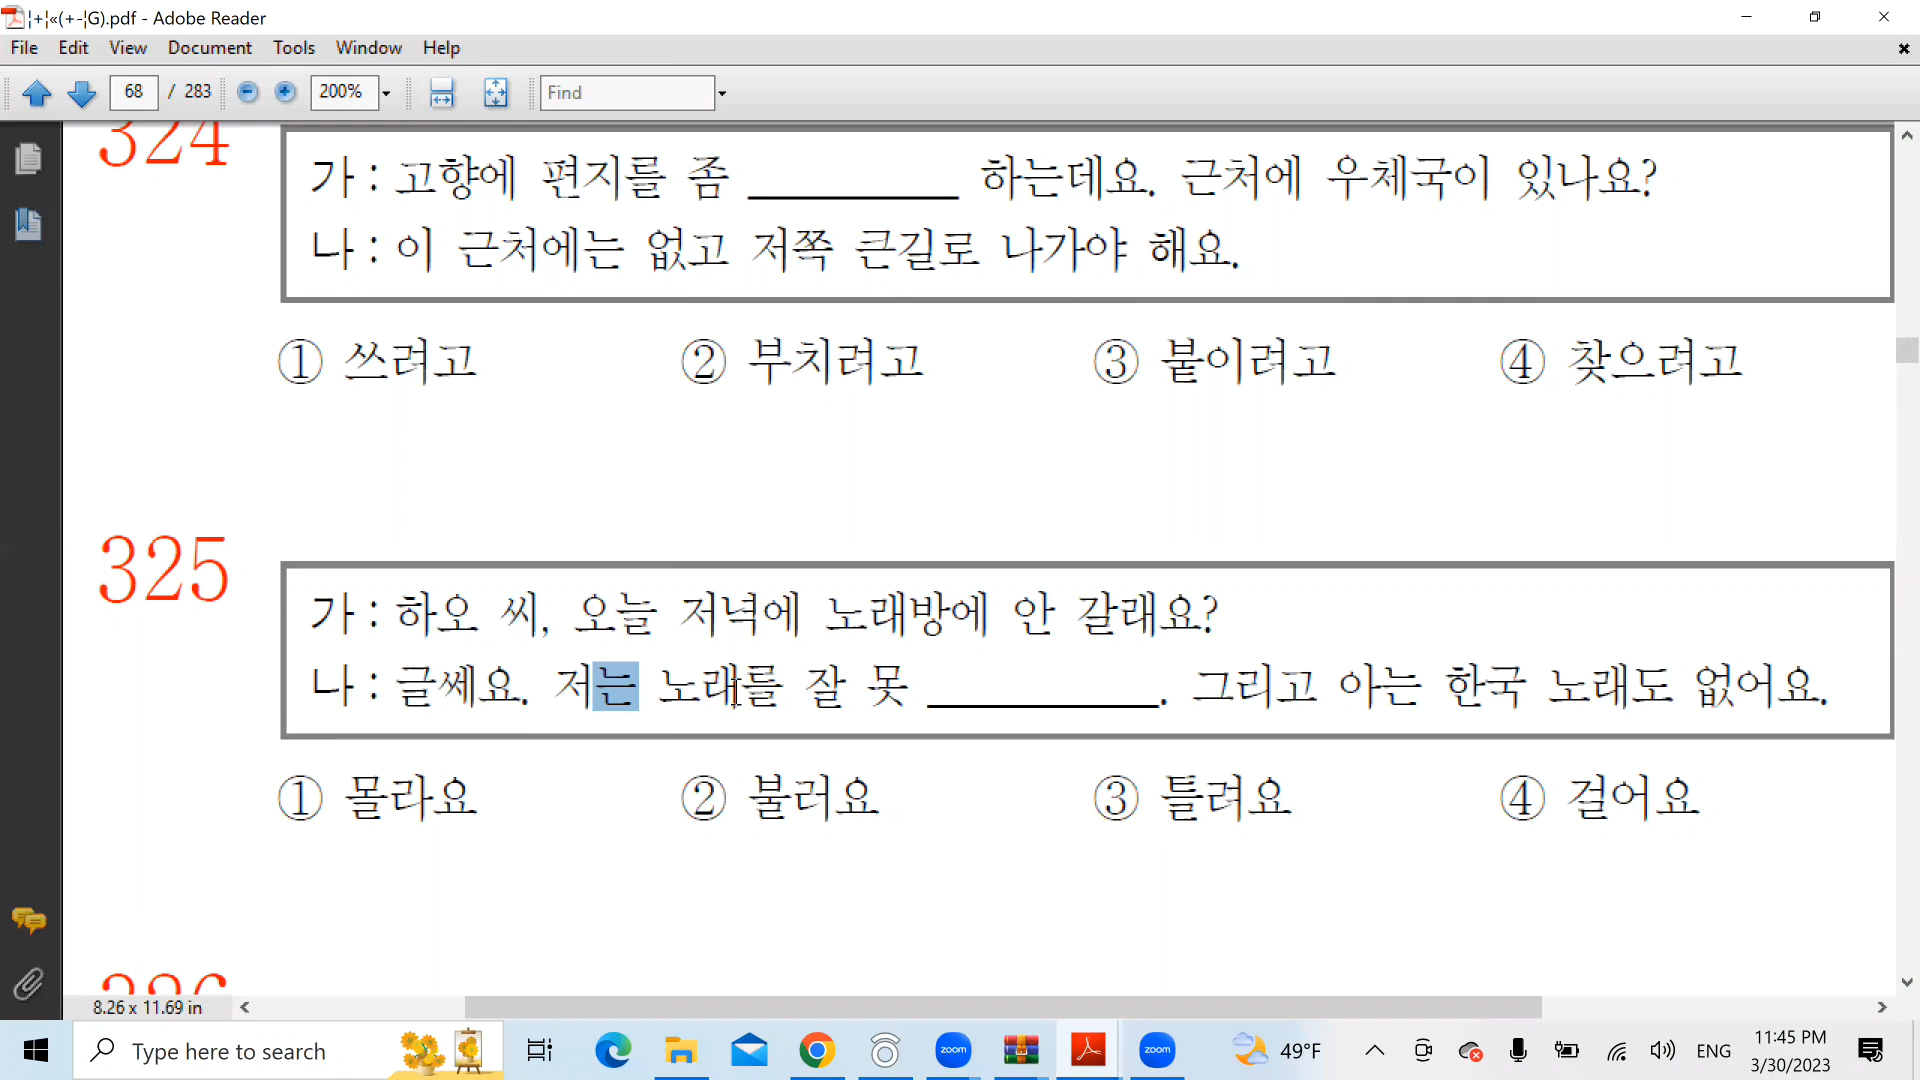 ¦+¦«(+-¦G).pdf - Adobe Reader
File Edit View Document Tools Window Help
68 / 283 200% Find
324
가 : 고향에 편지를 좀 __________ 하는데요. 근처에 우체국이 있나요?
나 : 이 근처에는 없고 저쪽 큰길로 나가야 해요.
① 쓰려고 ② 부치려고 ③ 붙이려고 ④ 찾으려고
325
가 : 하오 씨, 오늘 저녁에 노래방에 안 갈래요?
나 : 글쎄요. 저는 노래를 잘 못 ___________. 그리고 아는 한국 노래도 없어요.
① 몰라요 ② 불러요 ③ 틀려요 ④ 걸어요
326
8.26 x 11.69 in
Type here to search
zoom
zoom
49°F
ENG
11:45 PM
3/30/2023